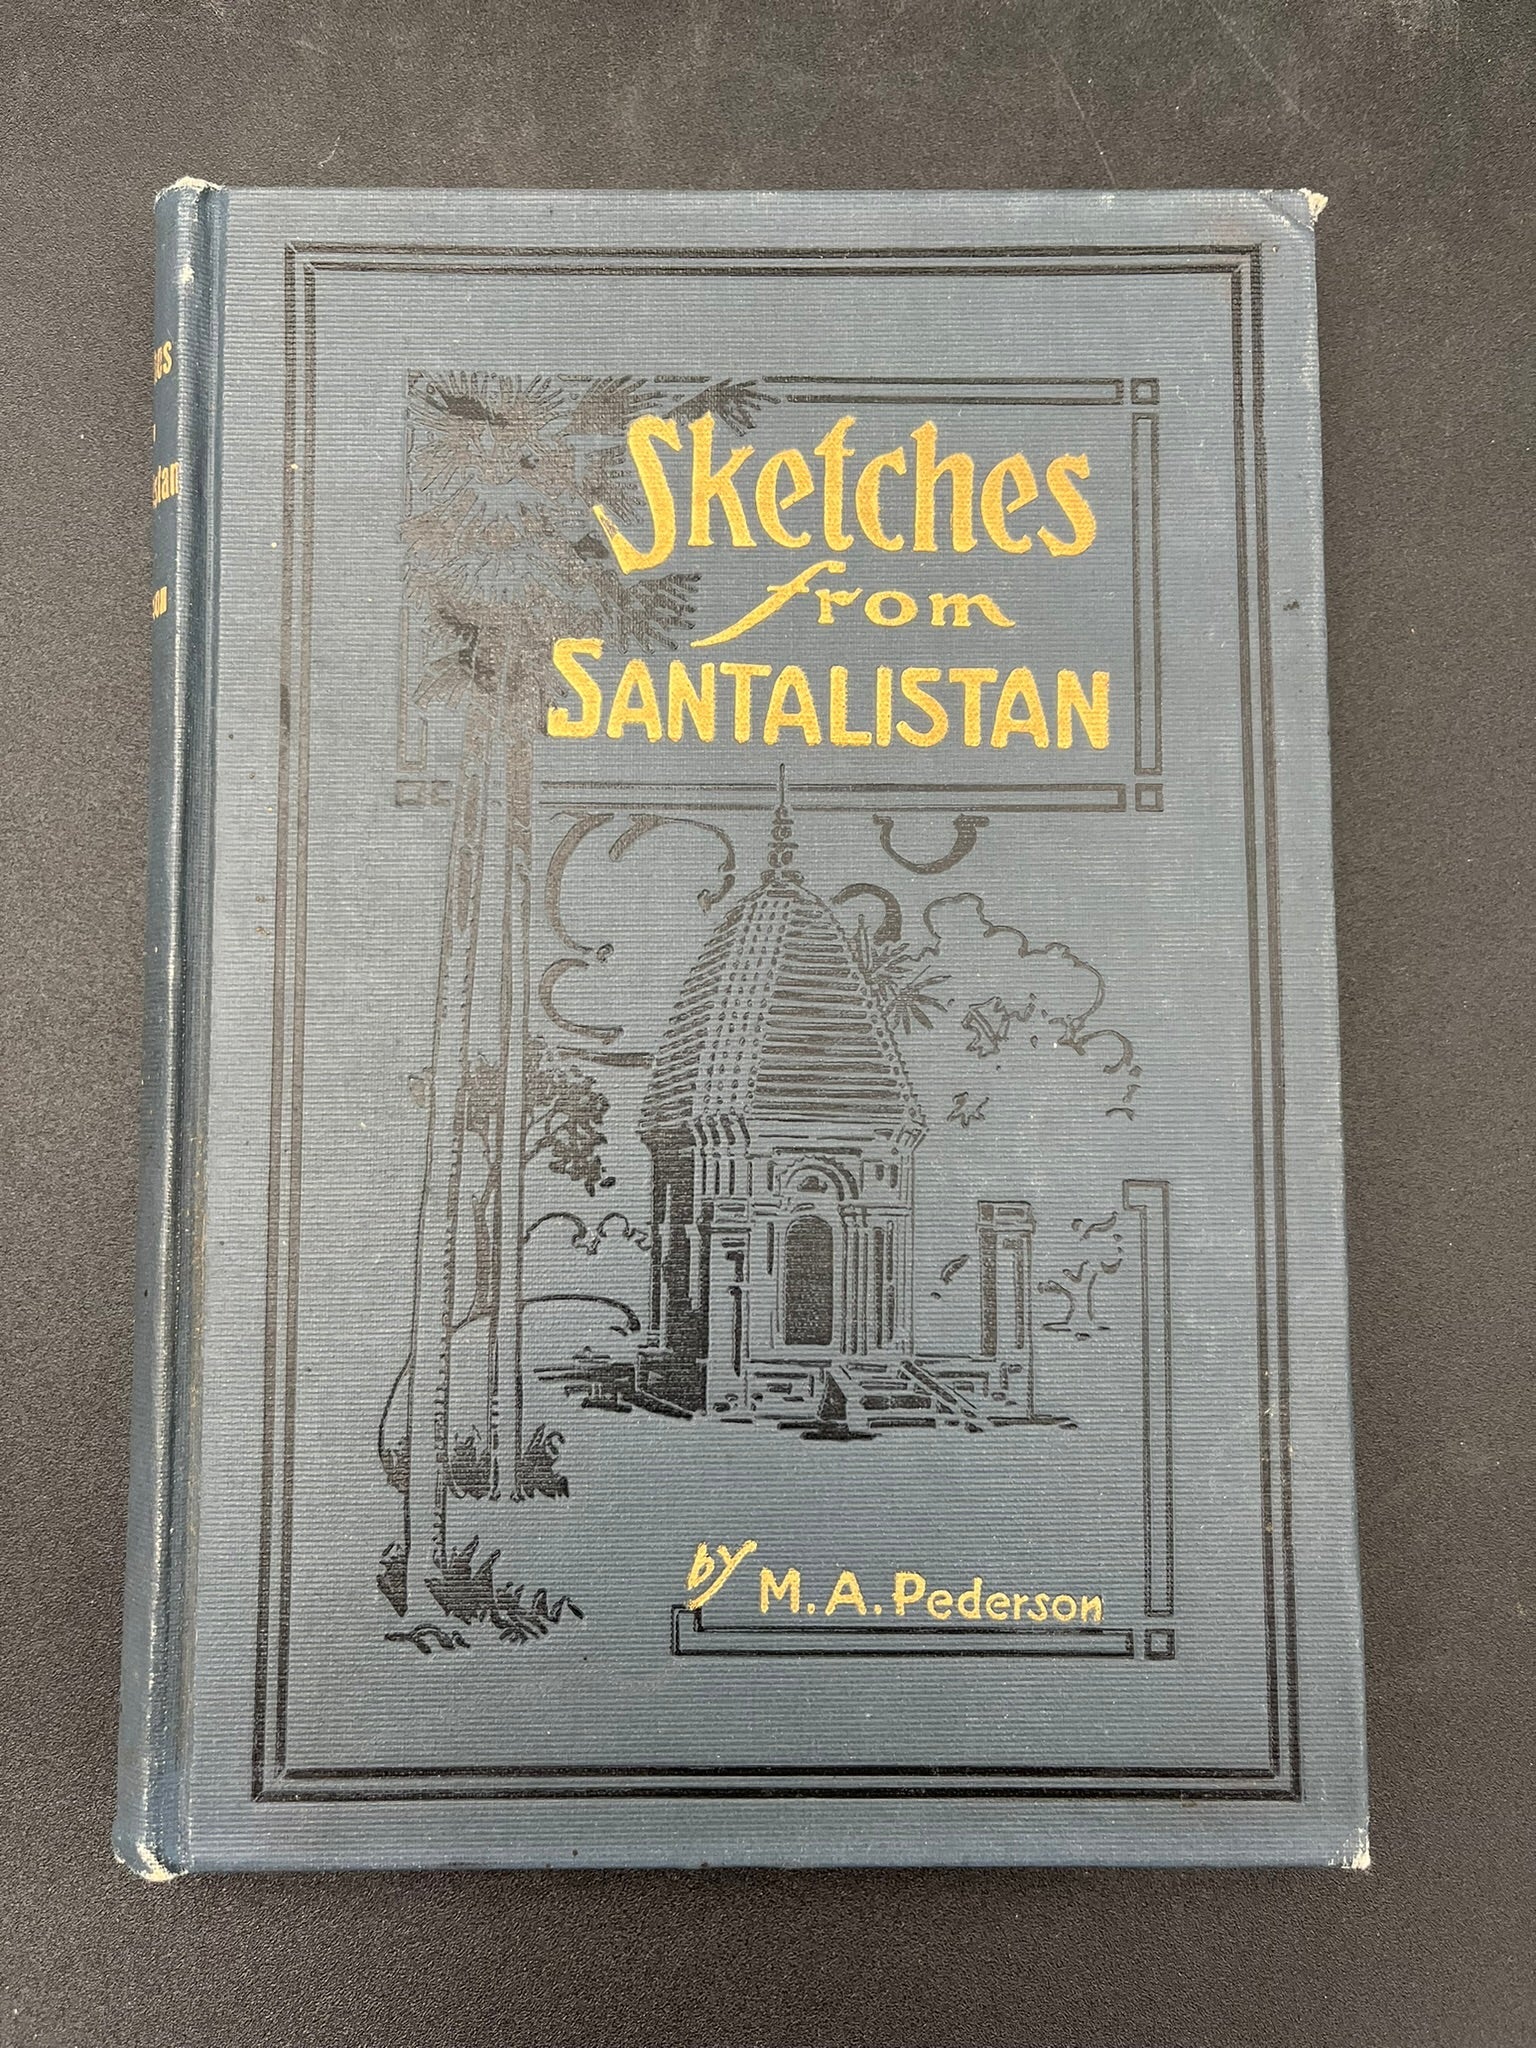 Sketches
from
SANTALISTAN
by M. A. Pederson